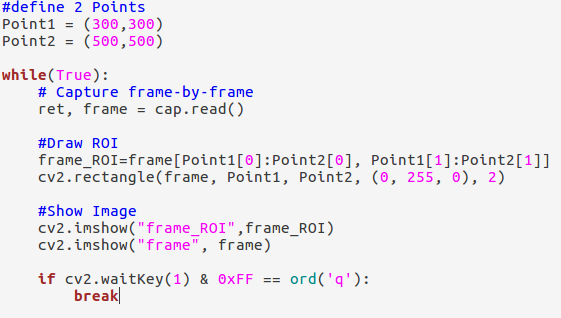 #define 2 Points
Point1 = (300,300)
Point2 = (500,500)

while(True):
    # Capture frame-by-frame
    ret, frame = cap.read()

    #Draw ROI
    frame_ROI=frame[Point1[0]:Point2[0], Point1[1]:Point2[1]]
    cv2.rectangle(frame, Point1, Point2, (0, 255, 0), 2)

    #Show Image
    cv2.imshow("frame_ROI",frame_ROI)
    cv2.imshow("frame", frame)

    if cv2.waitKey(1) & 0xFF == ord('q'):
        break